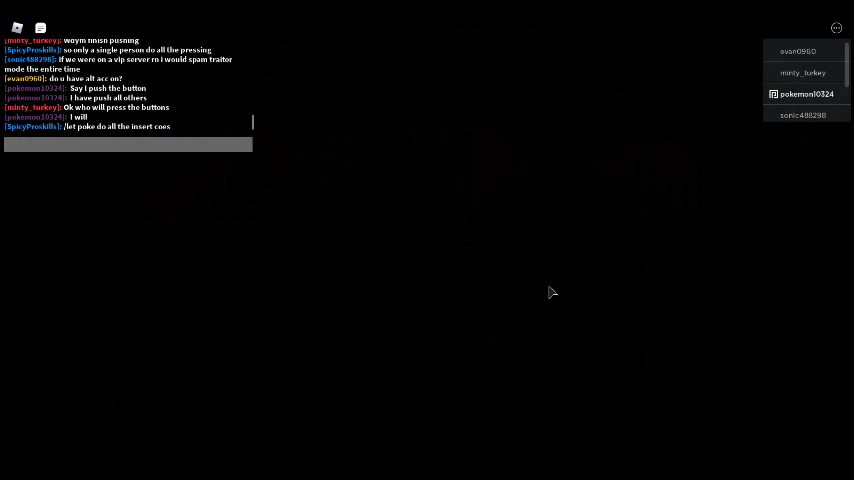 [minty_turkey]: wdym finish pushing
[SpicyProskills]: so only a single person do all the pressing
[sonic488298]: if we were on a vip server rn i would spam traitor
mode the entire time
[evan0960]: do u have alt acc on?
[pokemon10324]: Say I push the button
[pokemon10324]: I have push all others
[minty_turkey]: Ok who will press the buttons
[pokemon10324]: I will
[SpicyProskills]: /let poke do all the insert coes
evan0960
minty_turkey
pokemon10324
sonic488298